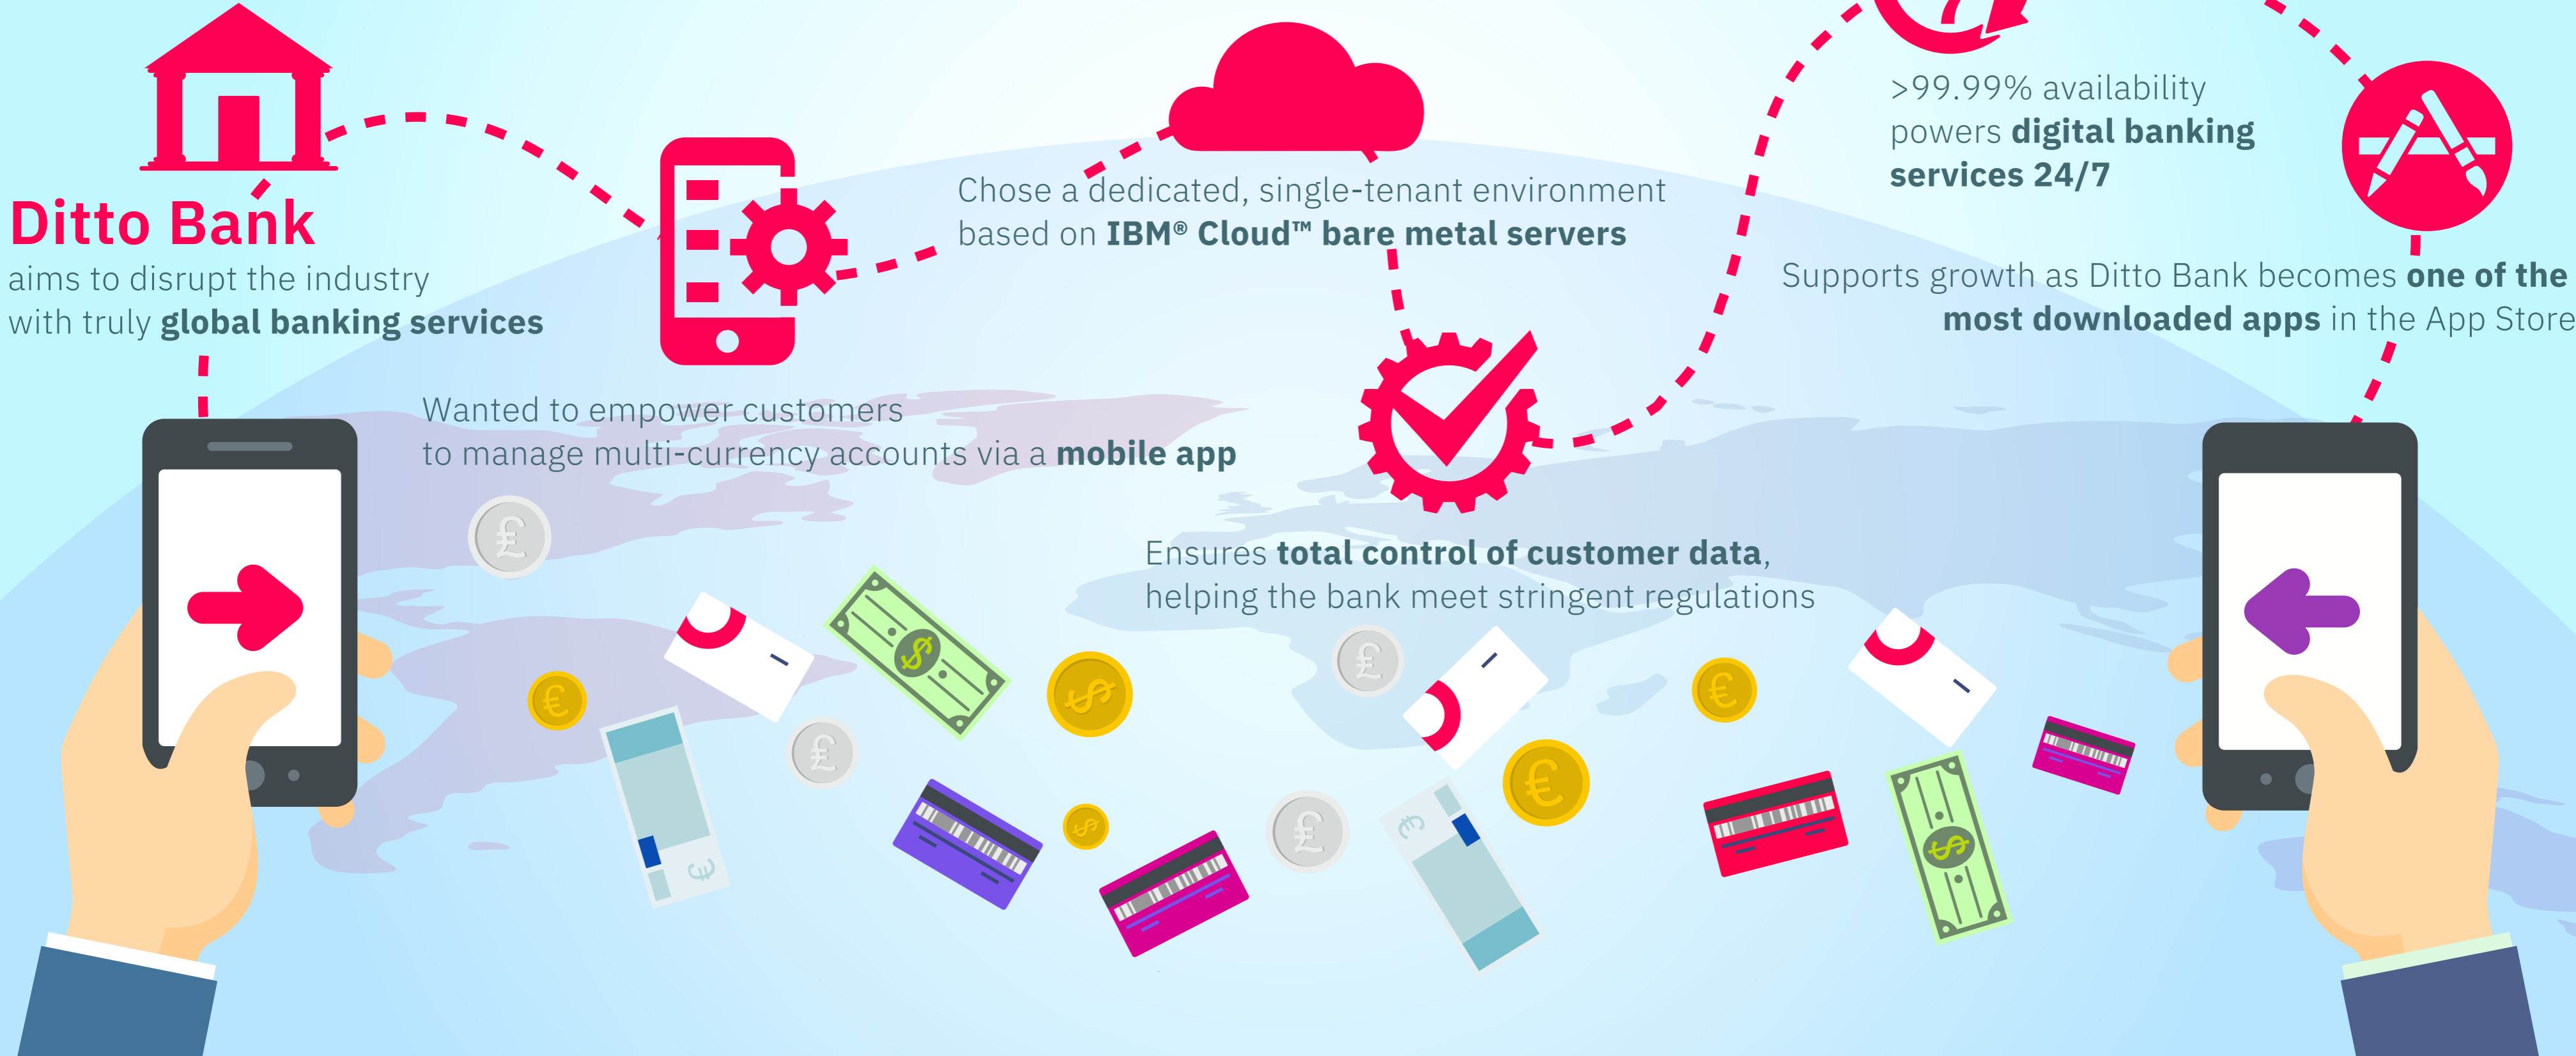 Ditto Bank
aims to disrupt the industry
with truly global banking services
Wanted to empower customers
to manage multi-currency accounts via a mobile app
Chose a dedicated, single-tenant environment
based on IBM® Cloud™ bare metal servers
Ensures total control of customer data,
helping the bank meet stringent regulations
>99.99% availability
powers digital banking
services 24/7
Supports growth as Ditto Bank becomes one of the
most downloaded apps in the App Store